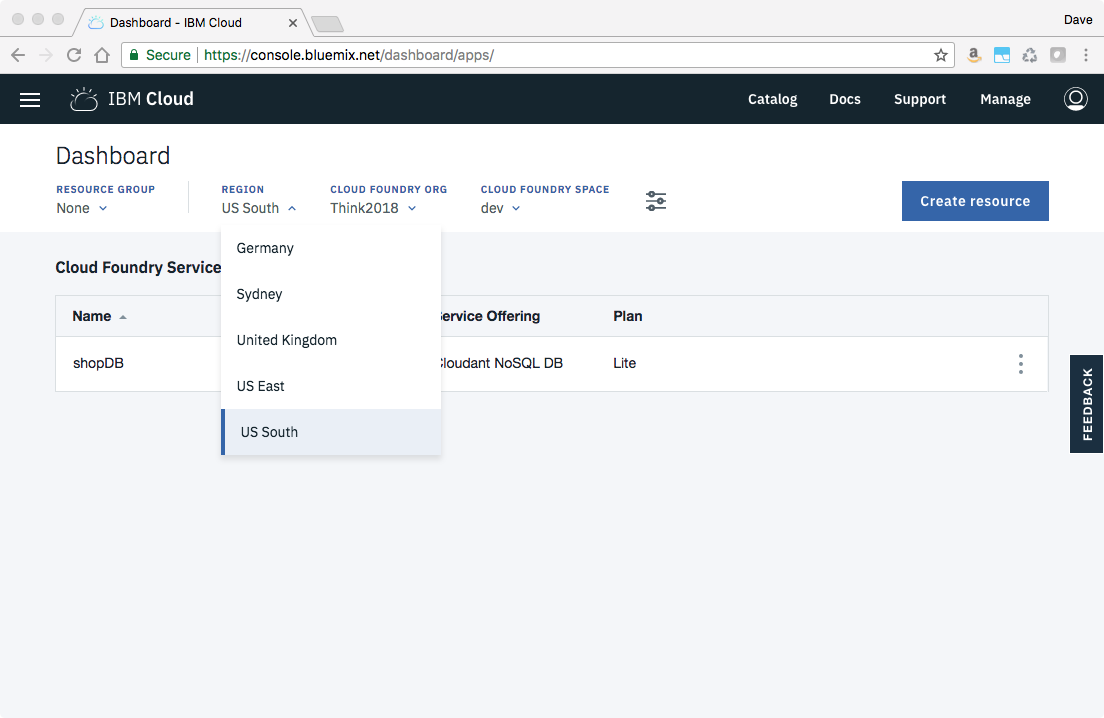 Dashboard - IBM Cloud
Dave
Secure https://console.bluemix.net/dashboard/apps/
IBM Cloud
Catalog Docs Support Manage
Dashboard
RESOURCE GROUP REGION CLOUD FOUNDRY ORG CLOUD FOUNDRY SPACE
None US South Think2018 dev
Create resource
Germany
Cloud Foundry Service
Sydney
Name ervice Offering Plan
United Kingdom
shopDB Cloudant NoSQL DB Lite
US East
US South
FEEDBACK